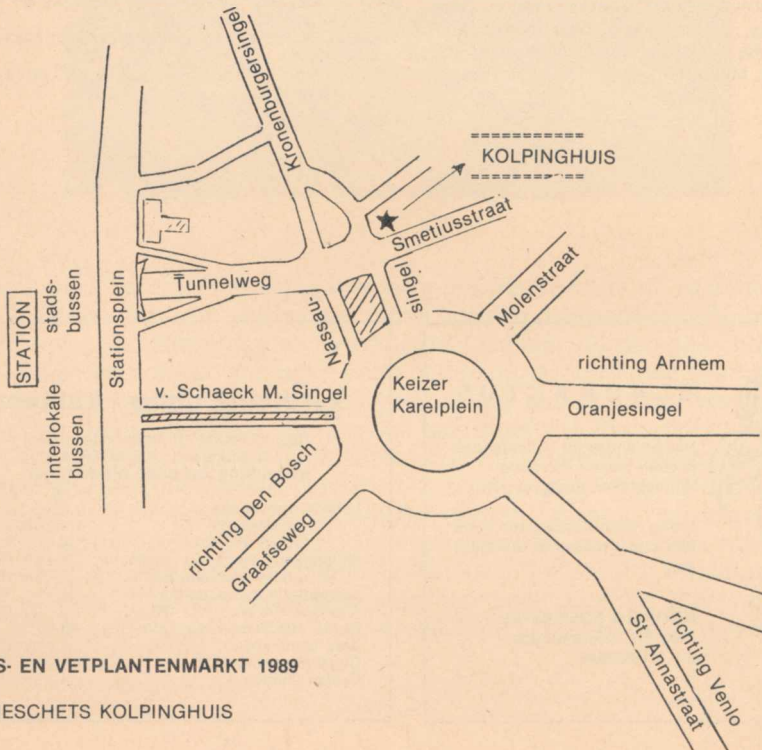 Kronenburgersingel
====================
KOLPINGHUIS
====================
Smetiusstraat
Molenstraat
STATION
stads-
bussen
interlokale
bussen
Stationsplein
Tunnelweg
Nassau-
singel
v. Schaeck M. Singel
Keizer
Karelplein
richting Arnhem
Oranjesingel
richting Den Bosch
Graafseweg
St. Annastraat
richting Venlo
S- EN VETPLANTENMARKT 1989
ESCHETS KOLPINGHUIS